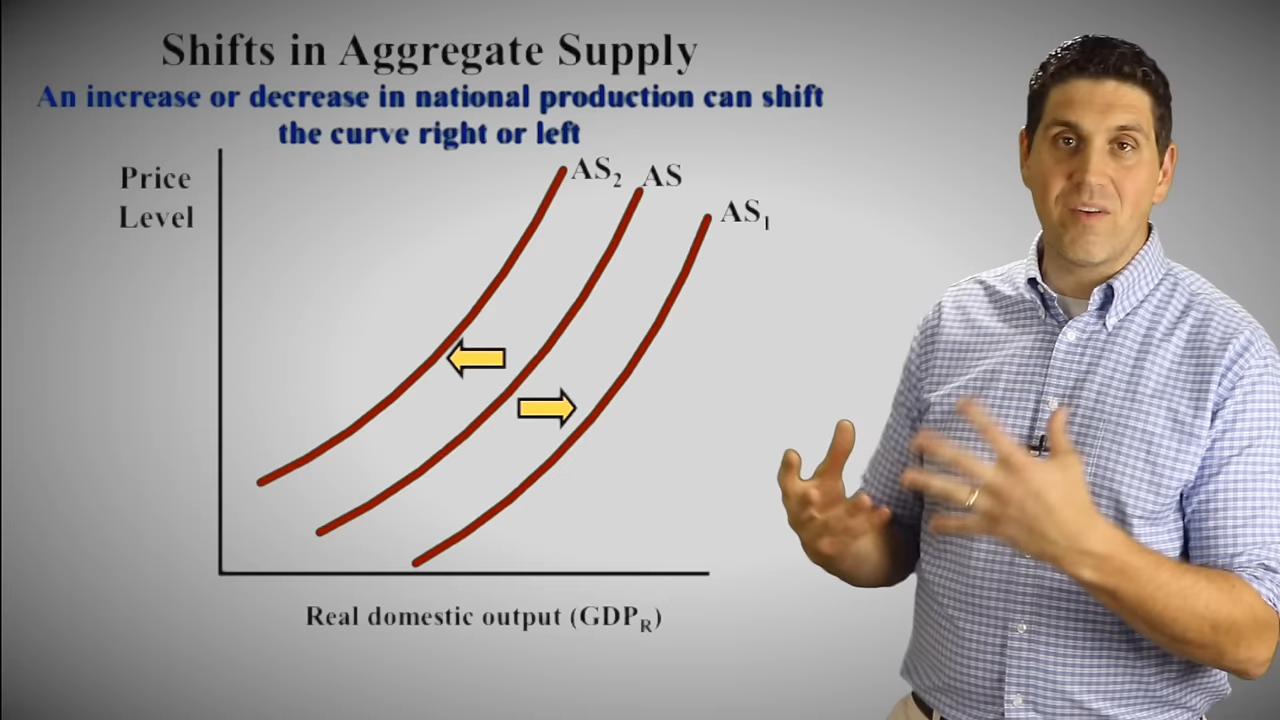 Shifts in Aggregate Supply
An increase or decrease in national production can shift
the curve right or left
Price
Level
AS₂
AS
AS₁
Real domestic output (GDPᵣ)